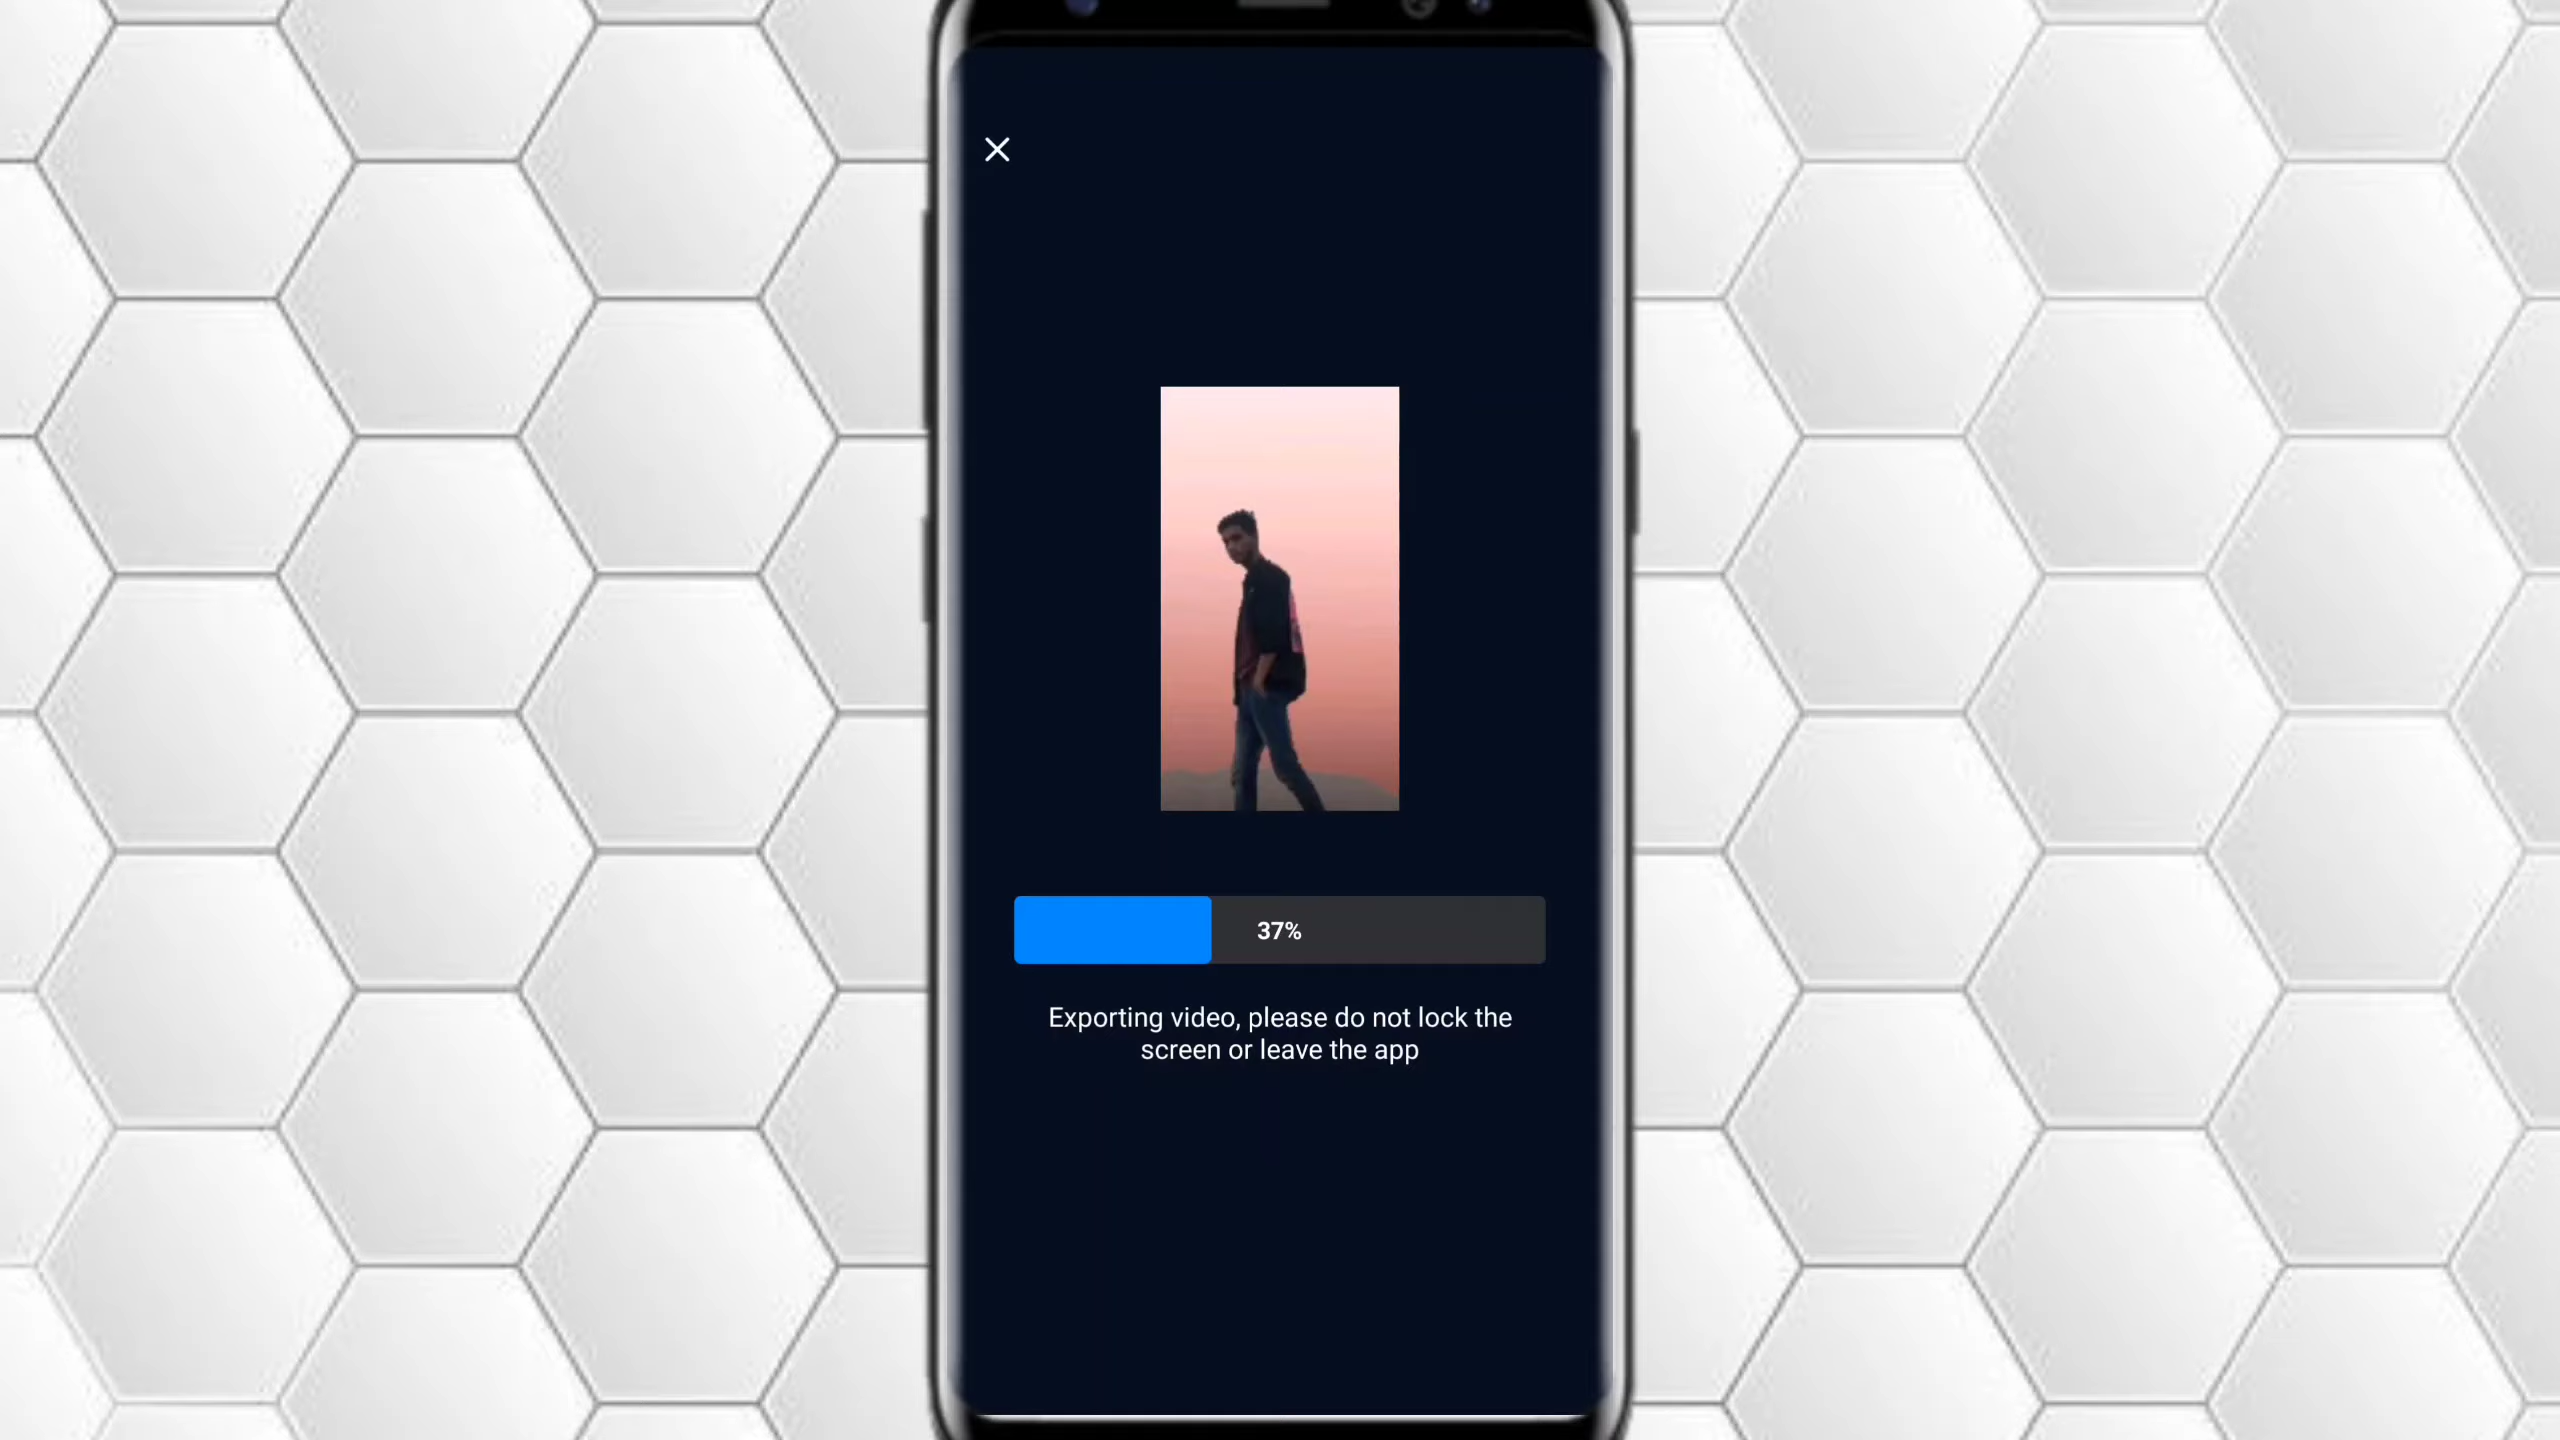 37%
Exporting video, please do not lock the
screen or leave the app